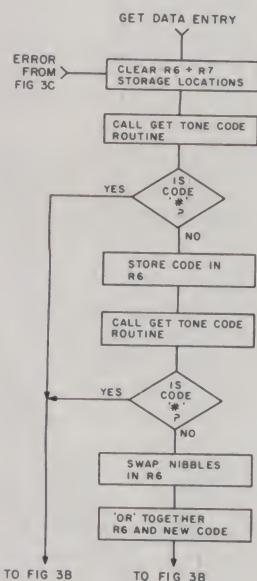 GET DATA ENTRY
ERROR
FROM
FIG 3C
CLEAR R6 + R7
STORAGE LOCATIONS
CALL GET TONE CODE
ROUTINE
IS
CODE
'#'
?
YES
NO
STORE CODE IN
R6
CALL GET TONE CODE
ROUTINE
IS
CODE
'#'
?
YES
NO
SWAP NIBBLES
IN R6
'OR' TOGETHER
R6 AND NEW CODE
TO FIG 3B
TO FIG 3B